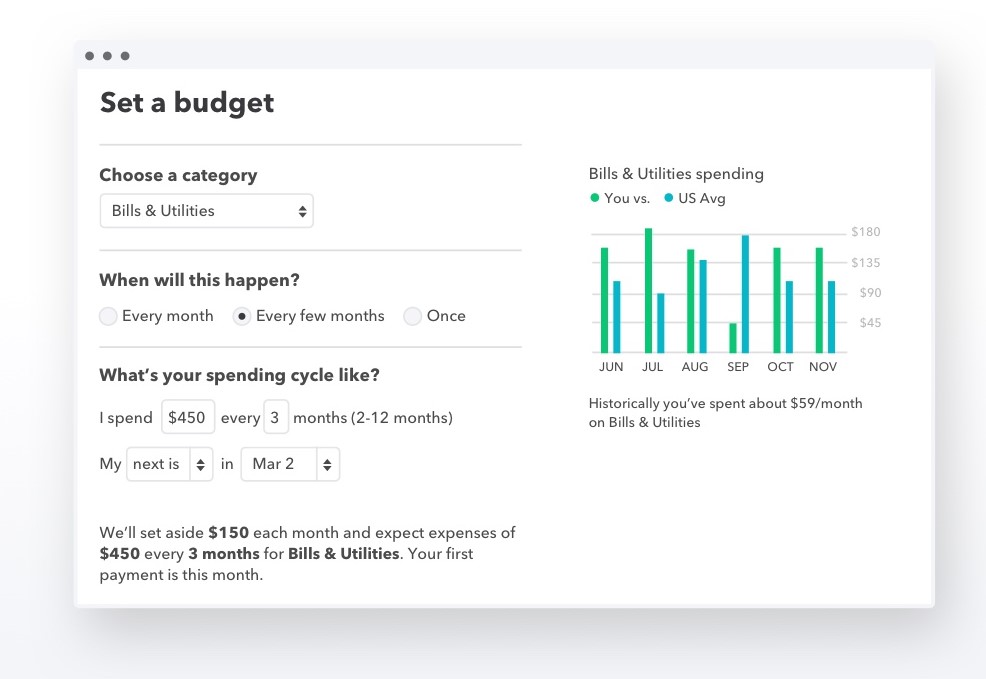 Set a budget
Choose a category
Bills & Utilities
When will this happen?
Every month Every few months Once
What’s your spending cycle like?
I spend $450 every 3 months (2-12 months)
My next is in Mar 2
We’ll set aside $150 each month and expect expenses of
$450 every 3 months for Bills & Utilities. Your first
payment is this month.
Bills & Utilities spending
You vs. US Avg
$180
$135
$90
$45
JUN JUL AUG SEP OCT NOV
Historically you’ve spent about $59/month
on Bills & Utilities